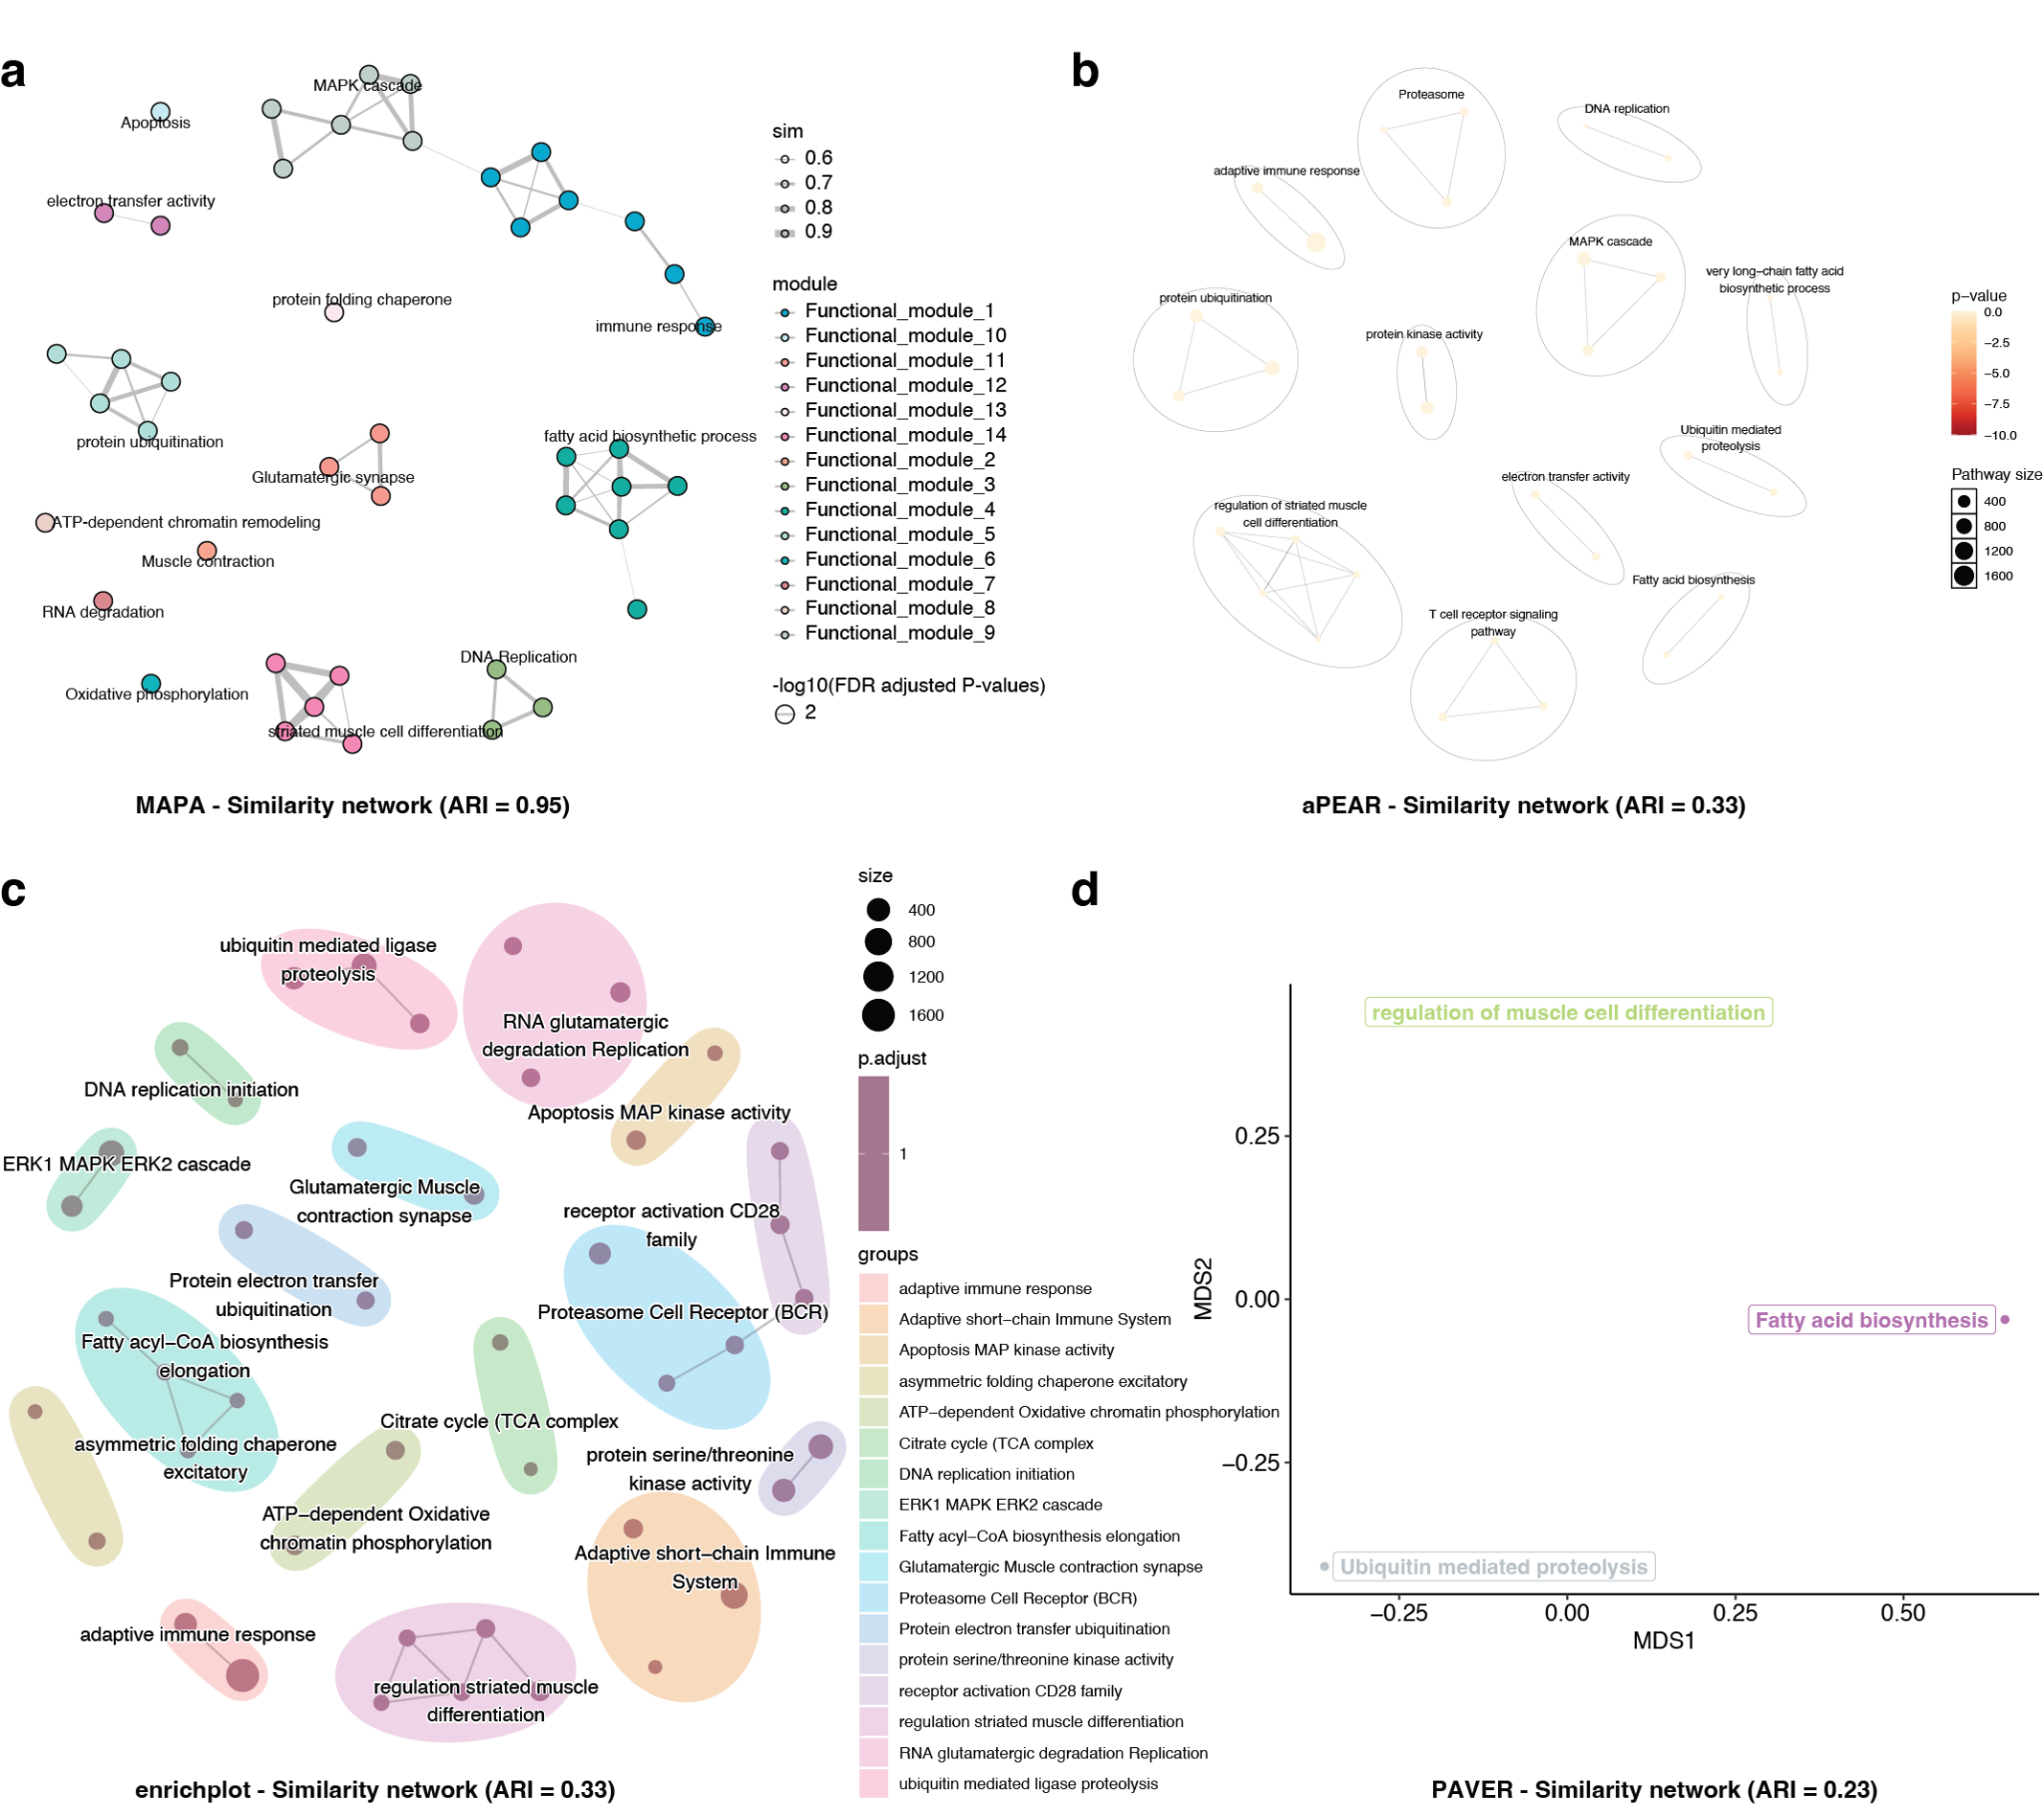 a
MAPK cascade
Apoptosis
electron transfer activity
protein folding chaperone
immune response
protein ubiquitination
Glutamatergic synapse
fatty acid biosynthetic process
ATP-dependent chromatin remodeling
Muscle contraction
RNA degradation
Oxidative phosphorylation
striated muscle cell differentiation
DNA Replication
sim
0.6
0.7
0.8
0.9
module
Functional_module_1
Functional_module_10
Functional_module_11
Functional_module_12
Functional_module_13
Functional_module_14
Functional_module_2
Functional_module_3
Functional_module_4
Functional_module_5
Functional_module_6
Functional_module_7
Functional_module_8
Functional_module_9
-log10(FDR adjusted P-values)
2
MAPA - Similarity network (ARI = 0.95)
b
Proteasome
DNA replication
adaptive immune response
MAPK cascade
very long−chain fatty acid
biosynthetic process
protein ubiquitination
protein kinase activity
Ubiquitin mediated
proteolysis
electron transfer activity
regulation of striated muscle
cell differentiation
Fatty acid biosynthesis
T cell receptor signaling
pathway
p−value
0.0
−2.5
−5.0
−7.5
−10.0
Pathway size
400
800
1200
1600
aPEAR - Similarity network (ARI = 0.33)
c
ubiquitin mediated ligase
proteolysis
RNA glutamatergic
degradation Replication
DNA replication initiation
Apoptosis MAP kinase activity
ERK1 MAPK ERK2 cascade
Glutamatergic Muscle
contraction synapse
receptor activation CD28
family
Protein electron transfer
ubiquitination
Proteasome Cell Receptor (BCR)
Fatty acyl−CoA biosynthesis
elongation
Citrate cycle (TCA complex
asymmetric folding chaperone
excitatory
protein serine/threonine
kinase activity
ATP−dependent Oxidative
chromatin phosphorylation
Adaptive short−chain Immune
System
adaptive immune response
regulation striated muscle
differentiation
size
400
800
1200
1600
p.adjust
1
groups
adaptive immune response
Adaptive short−chain Immune System
Apoptosis MAP kinase activity
asymmetric folding chaperone excitatory
ATP−dependent Oxidative chromatin phosphorylation
Citrate cycle (TCA complex
DNA replication initiation
ERK1 MAPK ERK2 cascade
Fatty acyl−CoA biosynthesis elongation
Glutamatergic Muscle contraction synapse
Proteasome Cell Receptor (BCR)
Protein electron transfer ubiquitination
protein serine/threonine kinase activity
receptor activation CD28 family
regulation striated muscle differentiation
RNA glutamatergic degradation Replication
ubiquitin mediated ligase proteolysis
enrichplot - Similarity network (ARI = 0.33)
d
regulation of muscle cell differentiation
Fatty acid biosynthesis
Ubiquitin mediated proteolysis
0.25
0.00
−0.25
MDS2
−0.25
0.00
0.25
0.50
MDS1
PAVER - Similarity network (ARI = 0.23)